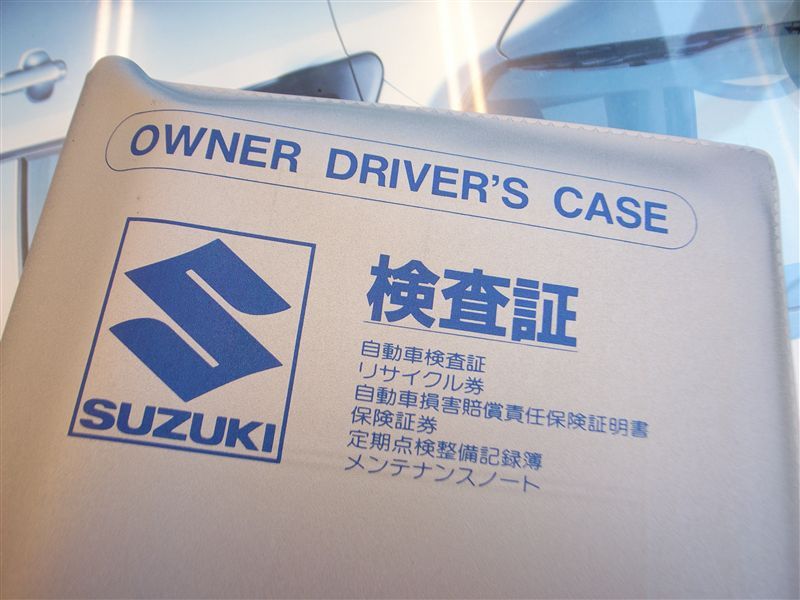 OWNER DRIVER'S CASE
SUZUKI
検査証
自動車検査証
リサイクル券
自動車損害賠償責任保険証明書
保険証券
定期点検整備記録簿
メンテナンスノート